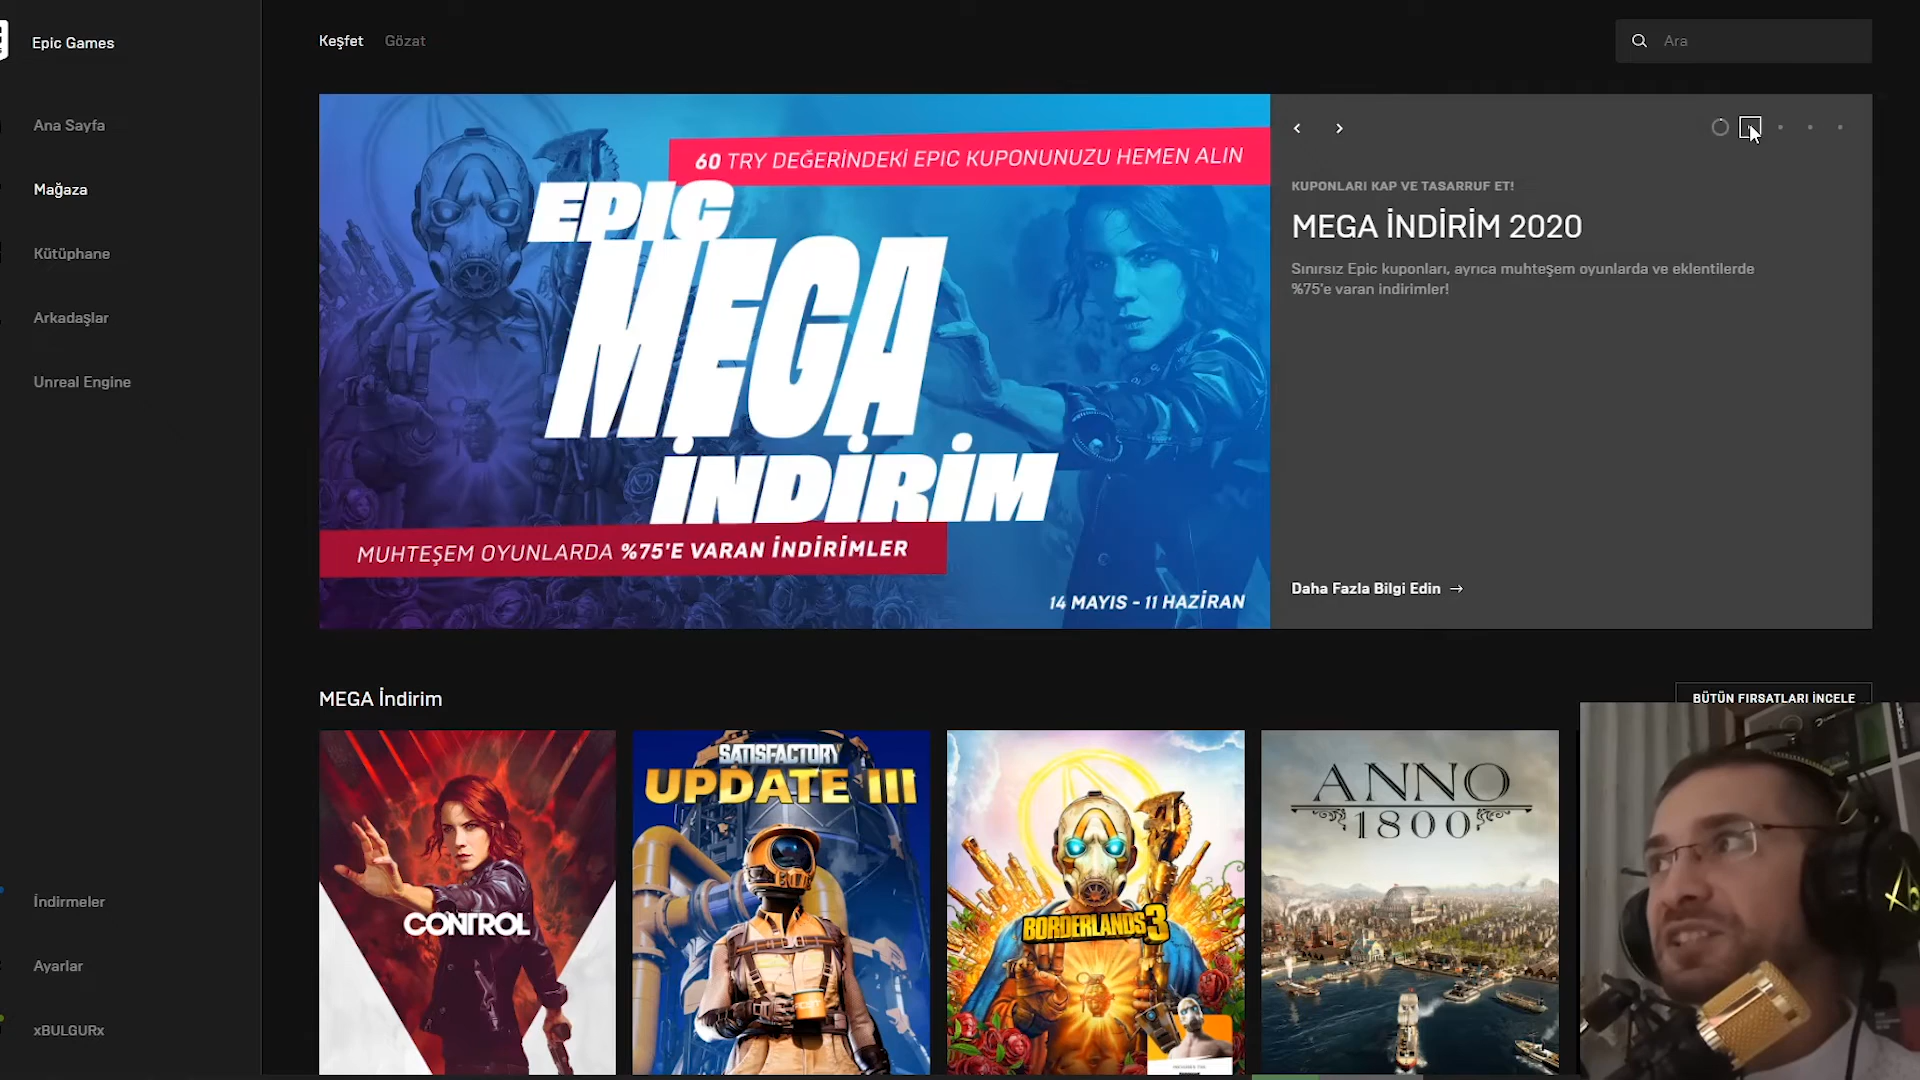 Epic Games
Ana Sayfa
Mağaza
Kütüphane
Arkadaşlar
Unreal Engine
İndirmeler
Ayarlar
xBULGURx
Keşfet
Gözat
Ara
60 TRY DEĞERİNDEKİ EPIC KUPONUNUZU HEMEN ALIN
EPIC
MEGA
İNDİRİM
MUHTEŞEM OYUNLARDA %75'E VARAN İNDİRİMLER
14 MAYIS - 11 HAZİRAN
KUPONLARI KAP VE TASARRUF ET!
MEGA İNDİRİM 2020
Sınırsız Epic kuponları, ayrıca muhteşem oyunlarda ve eklentilerde
%75'e varan indirimler!
Daha Fazla Bilgi Edin →
MEGA İndirim
BÜTÜN FIRSATLARI İNCELE
CONTROL
SATISFACTORY
UPDATE III
BORDERLANDS 3
ANNO
1800